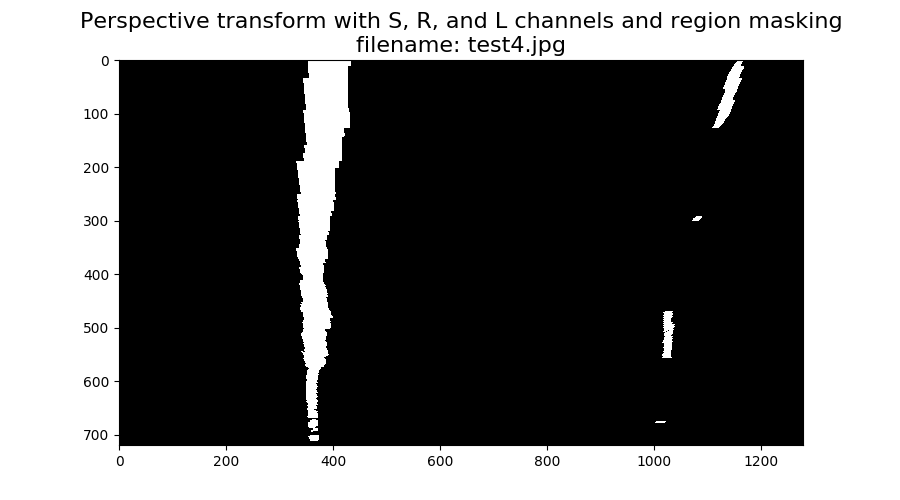 Perspective transform with S, R, and L channels and region masking
filename: test4.jpg
0
100
200
300
400
500
600
700
0 200 400 600 800 1000 1200